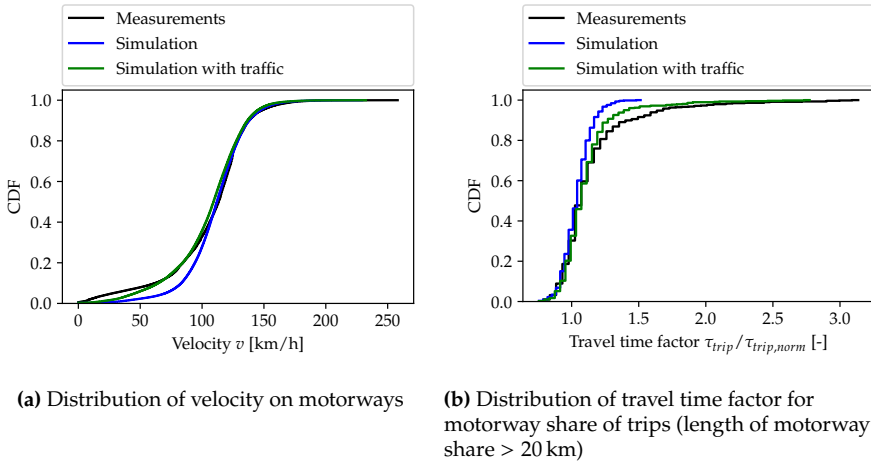 Measurements
Simulation
Simulation with traffic
1.0
0.8
0.6
0.4
0.2
0.0
CDF
0 50 100 150 200 250
Velocity v [km/h]
(a) Distribution of velocity on motorways
Measurements
Simulation
Simulation with traffic
1.0
0.8
0.6
0.4
0.2
0.0
CDF
1.0 1.5 2.0 2.5 3.0
Travel time factor τtrip/τtrip,norm [-]
(b) Distribution of travel time factor for
motorway share of trips (length of motorway
share > 20 km)